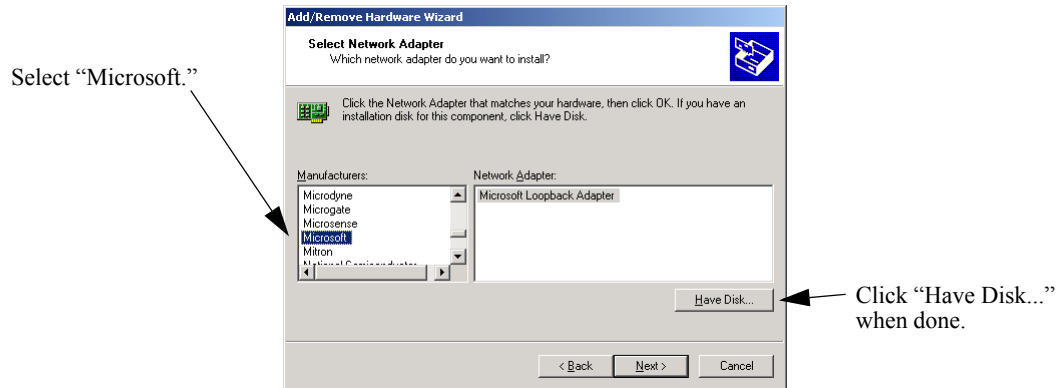 Add/Remove Hardware Wizard
Select Network Adapter
Which network adapter do you want to install?
Select “Microsoft.”
Click the Network Adapter that matches your hardware, then click OK. If you have an
installation disk for this component, click Have Disk.
Manufacturers:
Network Adapter:
Microdyne
Microgate
Microsense
Microsoft
Mitron
Microsoft Loopback Adapter
Have Disk...
Click “Have Disk...”
when done.
< Back
Next >
Cancel